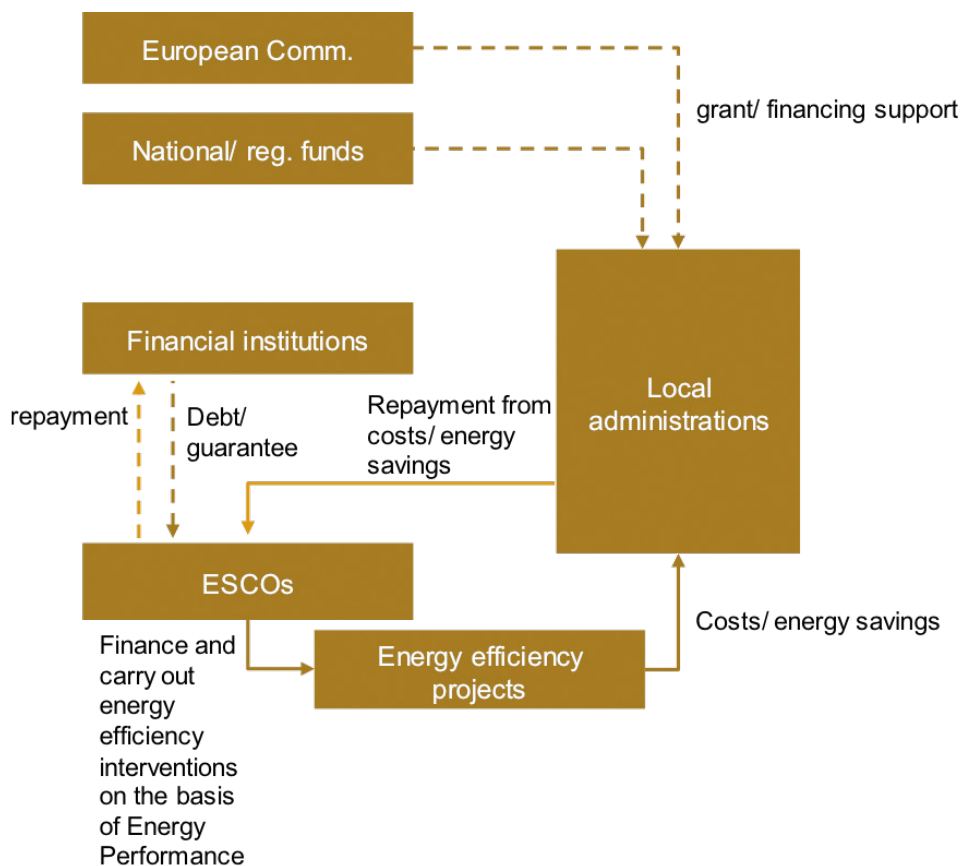 European Comm.
grant/ financing support
National/ reg. funds
Financial institutions
Local
administrations
repayment
Debt/
guarantee
Repayment from
costs/ energy
savings
ESCOs
Costs/ energy savings
Energy efficiency
projects
Finance and
carry out
energy
efficiency
interventions
on the basis
of Energy
Performance